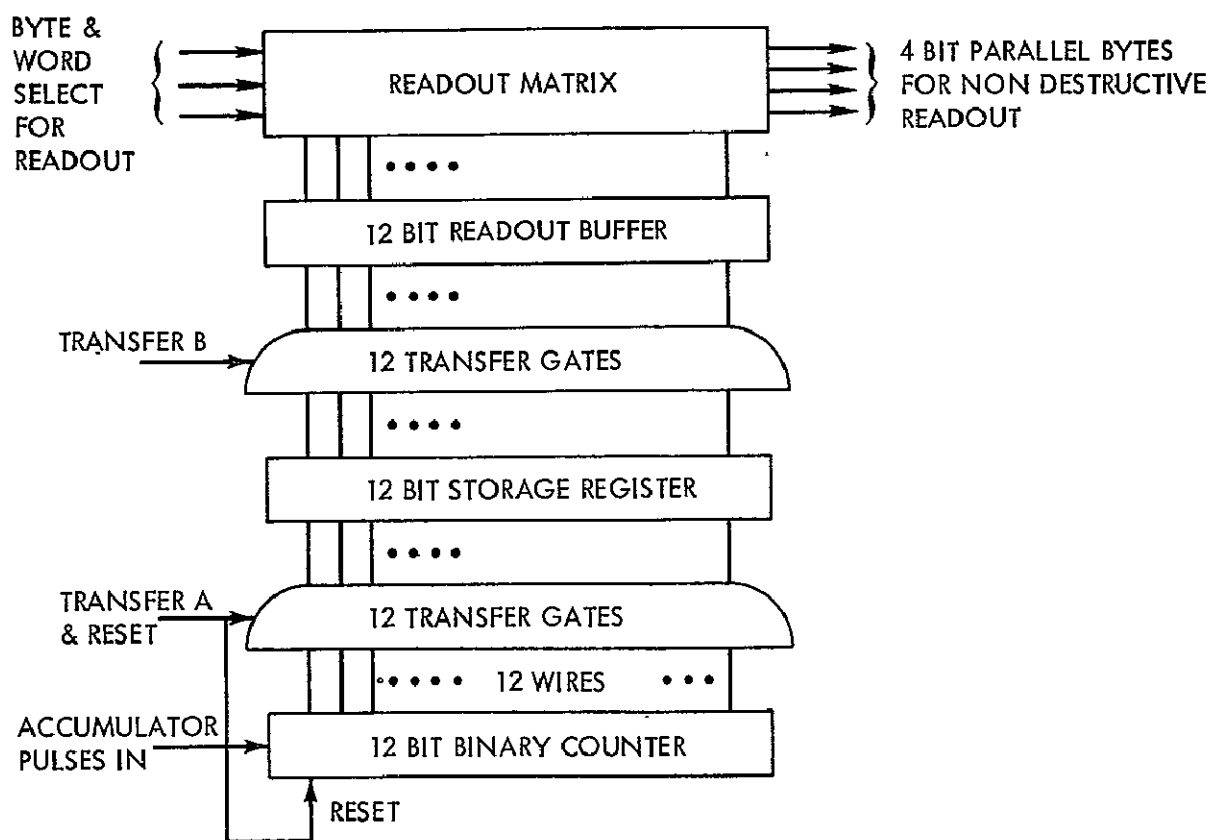 BYTE &
WORD
SELECT
FOR
READOUT
READOUT MATRIX
4 BIT PARALLEL BYTES
FOR NON DESTRUCTIVE
READOUT
12 BIT READOUT BUFFER
TRANSFER B
12 TRANSFER GATES
12 BIT STORAGE REGISTER
TRANSFER A
& RESET
12 TRANSFER GATES
12 WIRES
ACCUMULATOR
PULSES IN
12 BIT BINARY COUNTER
RESET